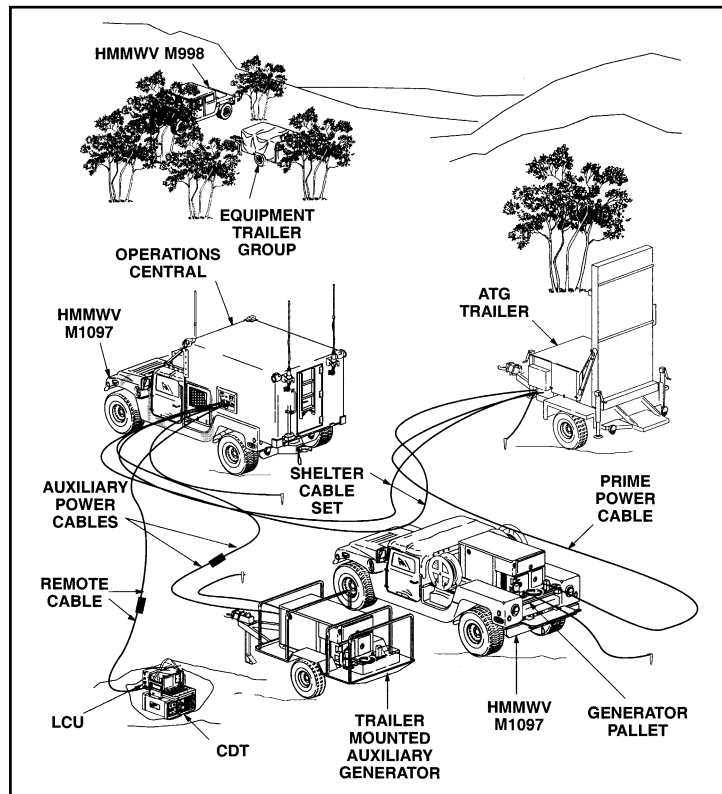 HMMWV M998
EQUIPMENT
TRAILER
GROUP
OPERATIONS
CENTRAL
HMMWV
M1097
ATG
TRAILER
SHELTER
CABLE
SET
AUXILIARY
POWER
CABLES
PRIME
POWER
CABLE
REMOTE
CABLE
LCU
CDT
TRAILER
MOUNTED
AUXILIARY
GENERATOR
HMMWV
M1097
GENERATOR
PALLET